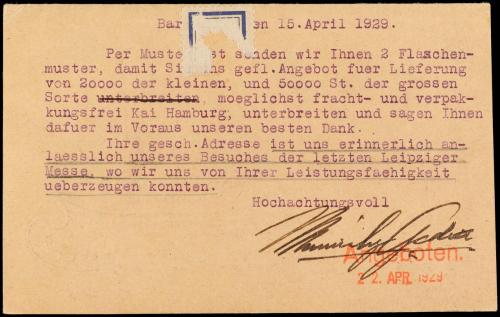 Bar en 15.April 1929.
Per Muste st senden wir Ihnen 2 Flaschen-
muster, damit Si ns gefl.Angebot fuer Lieferung
von 20000 der kleinen, und 50000 St. der grossen
Sorte unterbreiten, moeglichst fracht- und verpak-
kungsfrei Kai Hamburg, unterbreiten und sagen Ihnen
dafuer im Voraus unseren besten Dank.
Ihre gesch.Adresse ist uns erinnerlich an-
laesslich unseres Besuches der letzten Leipziger
Messe, wo wir uns von Ihrer Leistungsfaehigkeit
ueberzeugen konnten.
Hochachtungsvoll
Angeboten.
22. APR. 1929